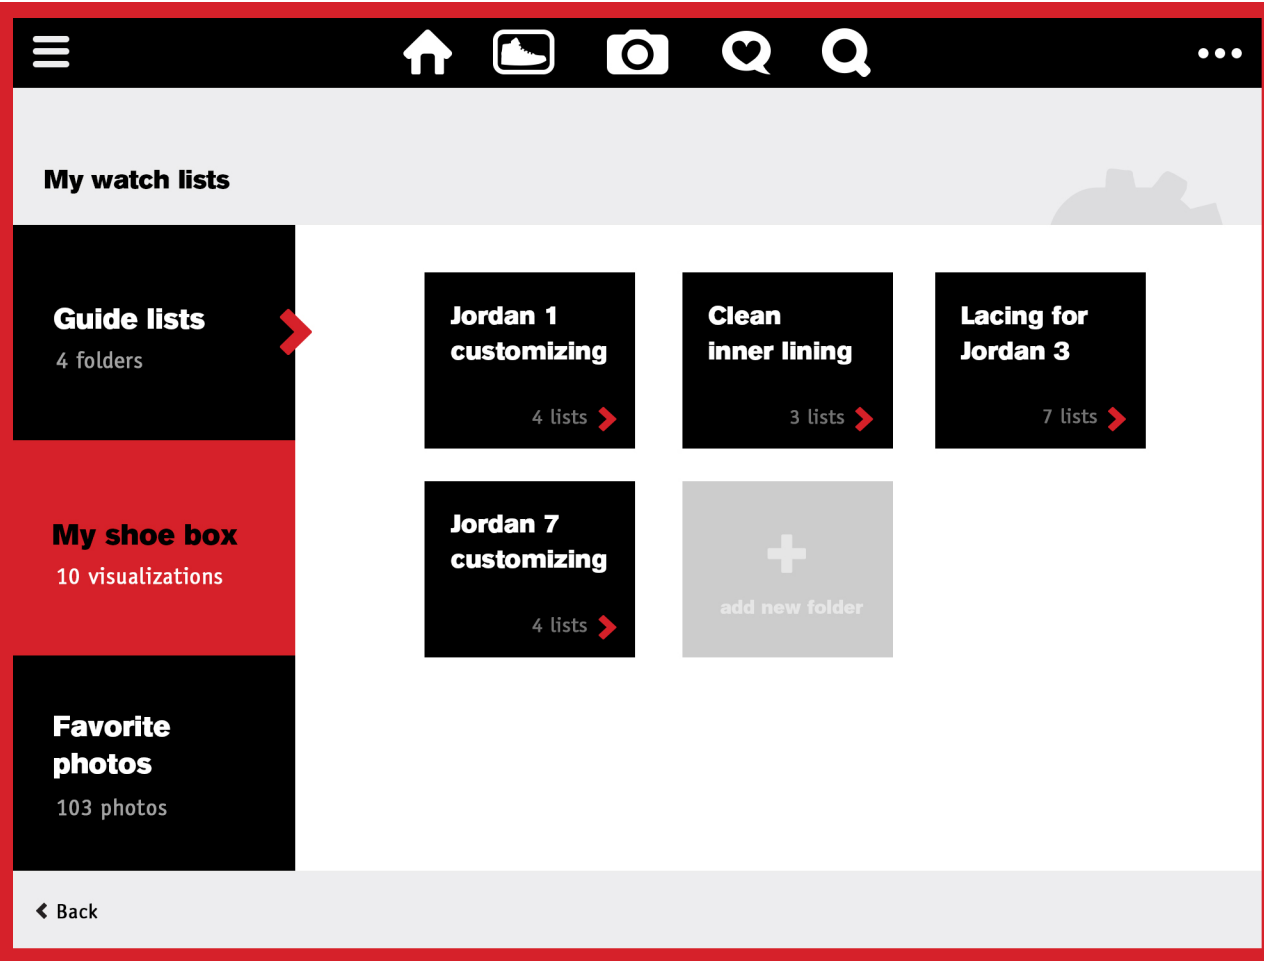 My watch lists
Guide lists
4 folders
My shoe box
10 visualizations
Favorite
photos
103 photos
Jordan 1
customizing
4 lists
Clean
inner lining
3 lists
Lacing for
Jordan 3
7 lists
Jordan 7
customizing
4 lists
add new folder
Back